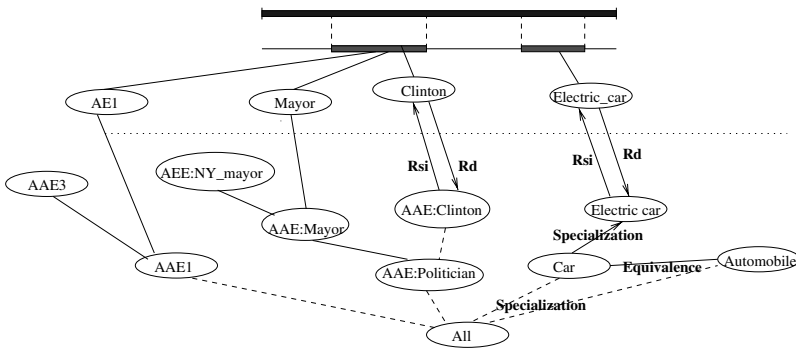 AE1
Mayor
Clinton
Electric_car
Rsi
Rd
Rsi
Rd
AEE:NY_mayor
AAE3
AAE:Mayor
AAE:Clinton
Electric car
Specialization
AAE1
AAE:Politician
Car
Equivalence
Automobile
Specialization
All